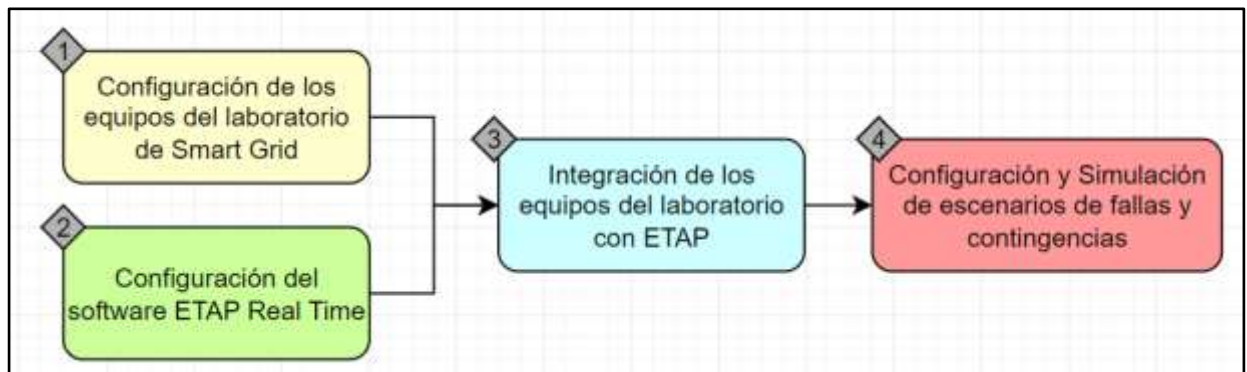 1
Configuración de los
equipos del laboratorio
de Smart Grid
2
Configuración del
software ETAP Real Time
3
Integración de los
equipos del laboratorio
con ETAP
4
Configuración y Simulación
de escenarios de fallas y
contingencias